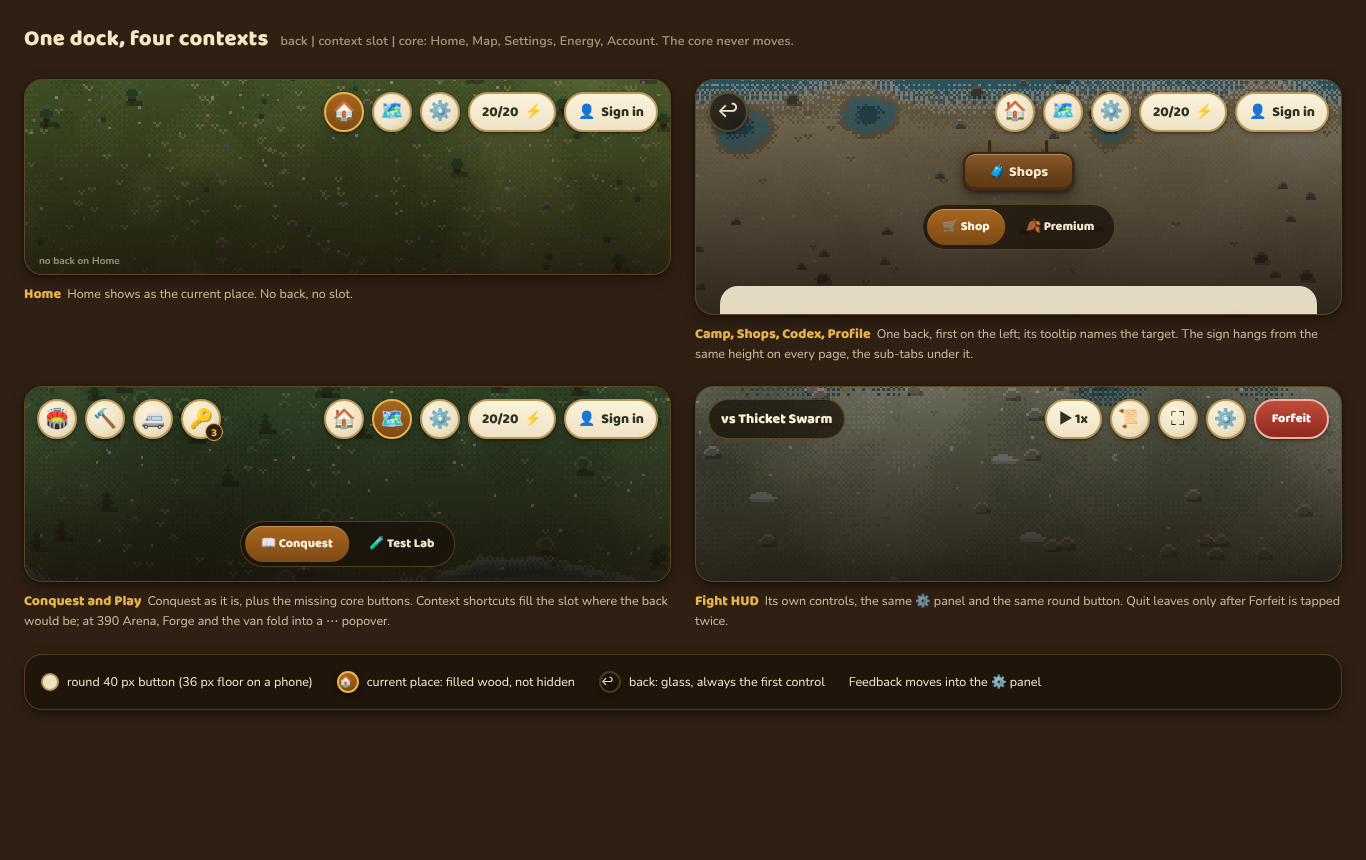 One dock, four contexts back | context slot | core: Home, Map, Settings, Energy, Account. The core never moves.
20/20 ⚡ 👤 Sign in
no back on Home
Home Home shows as the current place. No back, no slot.
↩ 20/20 ⚡ 👤 Sign in
Shops
Shop Premium
Camp, Shops, Codex, Profile One back, first on the left; its tooltip names the target. The sign hangs from the
same height on every page, the sub-tabs under it.
3 20/20 ⚡ 👤 Sign in
Conquest Test Lab
Conquest and Play Conquest as it is, plus the missing core buttons. Context shortcuts fill the slot where the back
would be; at 390 Arena, Forge and the van fold into a ··· popover.
vs Thicket Swarm ▶ 1x Forfeit
Fight HUD Its own controls, the same ⚙️ panel and the same round button. Quit leaves only after Forfeit is tapped
twice.
round 40 px button (36 px floor on a phone) current place: filled wood, not hidden back: glass, always the first control Feedback moves into the ⚙️ panel